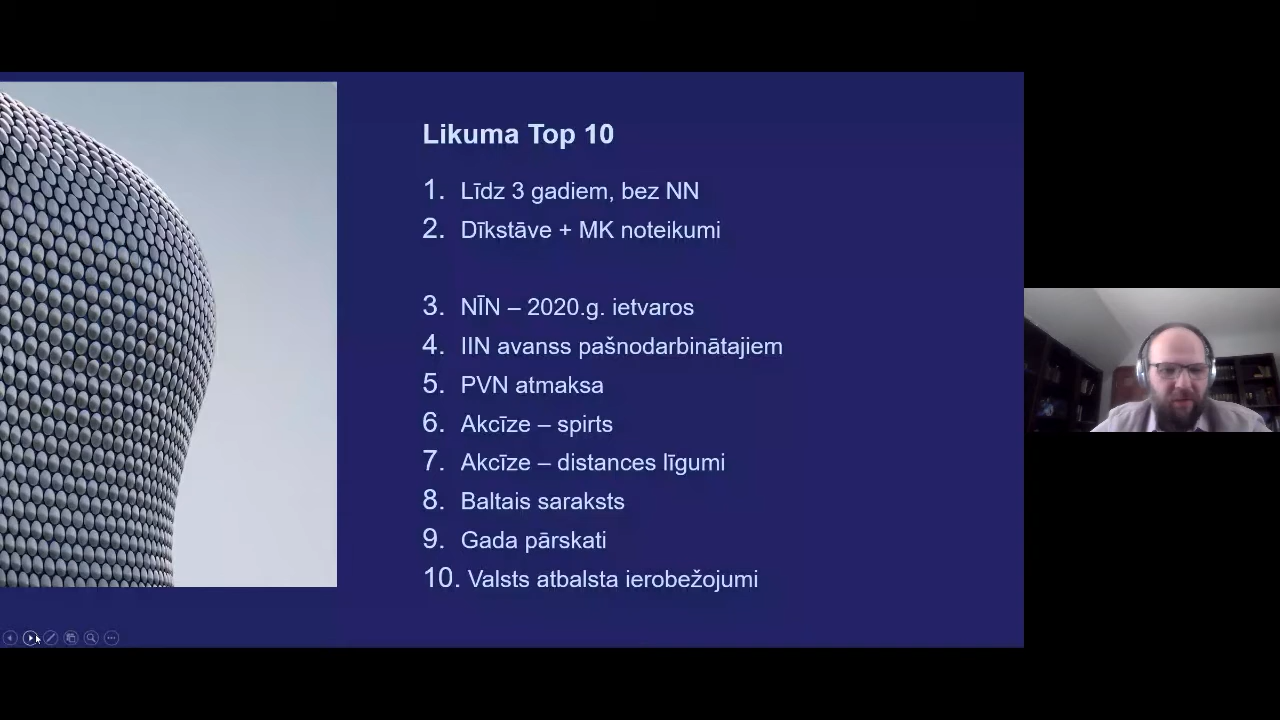 Likuma Top 10
1. Līdz 3 gadiem, bez NN
2. Dīkstāve + MK noteikumi
3. NĪN – 2020.g. ietvaros
4. IIN avanss pašnodarbinātajiem
5. PVN atmaksa
6. Akcīze – spirts
7. Akcīze – distances līgumi
8. Baltais saraksts
9. Gada pārskati
10. Valsts atbalsta ierobežojumi